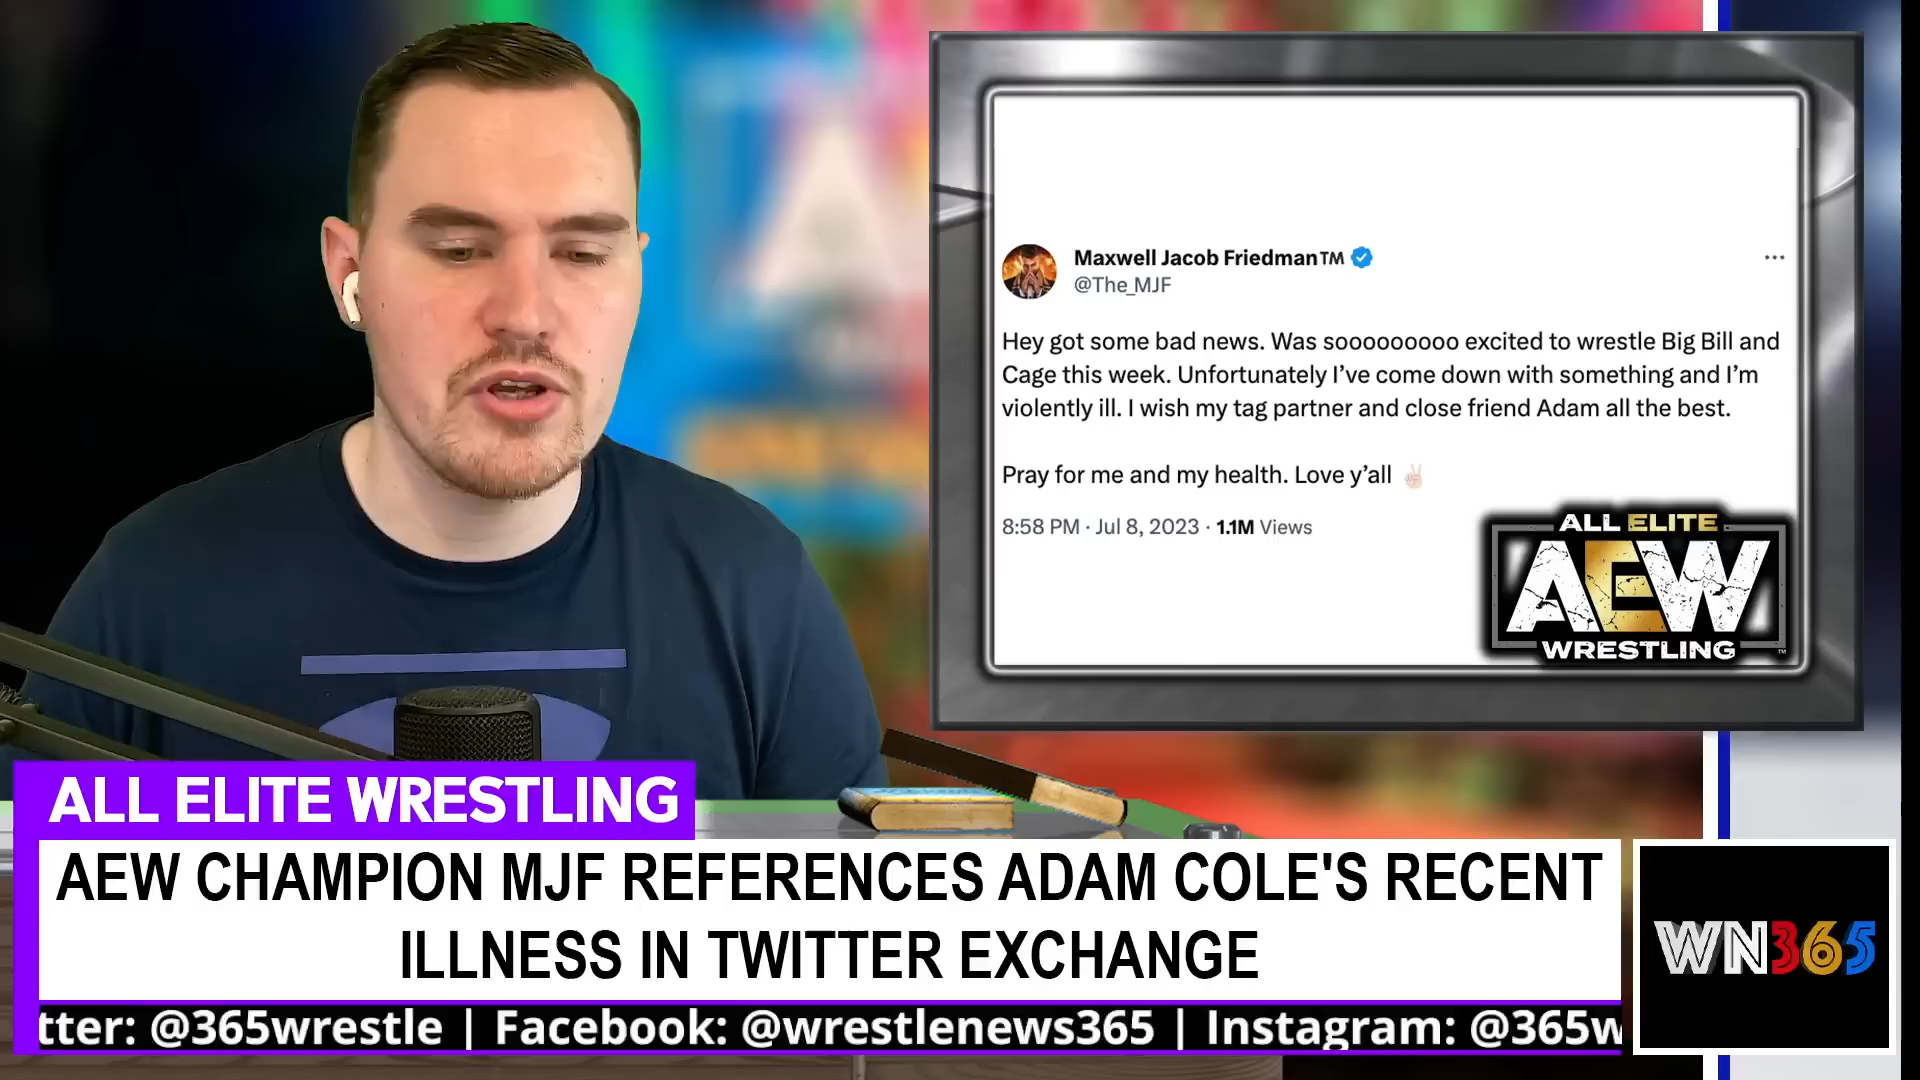 Maxwell Jacob Friedman™
@The_MJF
Hey got some bad news. Was sooooooooo excited to wrestle Big Bill and
Cage this week. Unfortunately I’ve come down with something and I’m
violently ill. I wish my tag partner and close friend Adam all the best.
Pray for me and my health. Love y’all ✌🏻
8:58 PM · Jul 8, 2023 · 1.1M Views
ALL ELITE
AEW
WRESTLING
ALL ELITE WRESTLING
AEW CHAMPION MJF REFERENCES ADAM COLE'S RECENT
ILLNESS IN TWITTER EXCHANGE
WN365
tter: @365wrestle | Facebook: @wrestlenews365 | Instagram: @365w